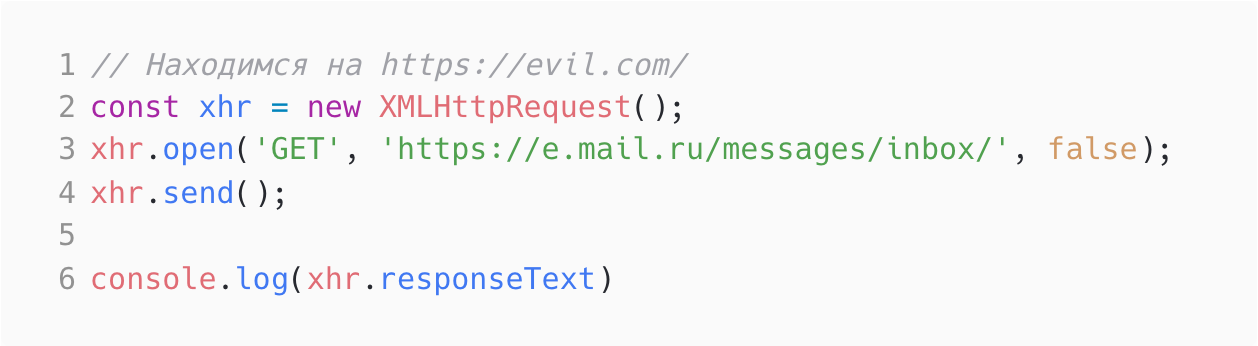 1 // Находимся на https://evil.com/
2 const xhr = new XMLHttpRequest();
3 xhr.open('GET', 'https://e.mail.ru/messages/inbox/', false);
4 xhr.send();
5
6 console.log(xhr.responseText)